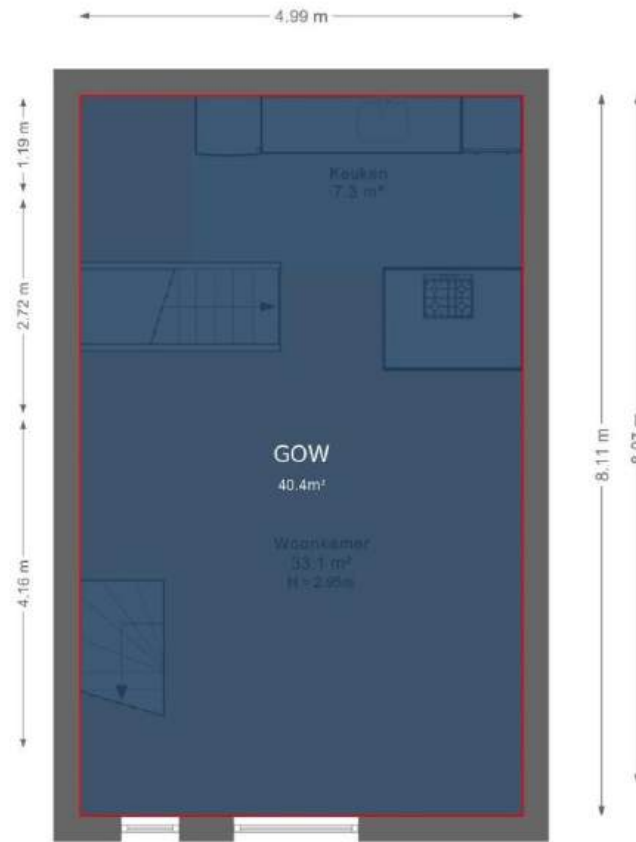 4.99 m
1.19 m
Keuken
7.3 m²
2.72 m
GOW
8.11 m
40.4m²
Woonkamer
33.1 m²
H = 2.95m
4.16 m